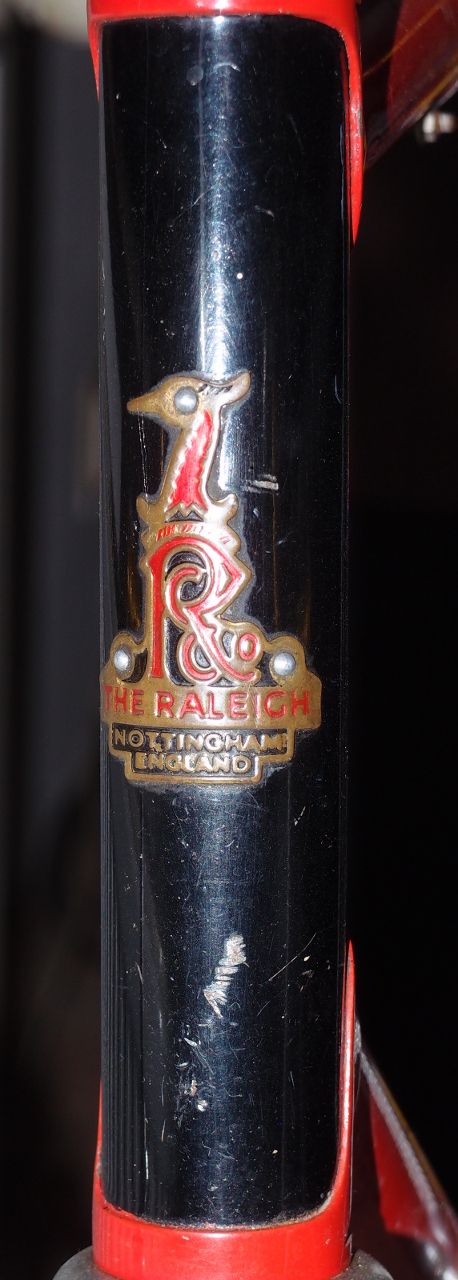 R Co
THE RALEIGH
NOTTINGHAM
ENGLAND